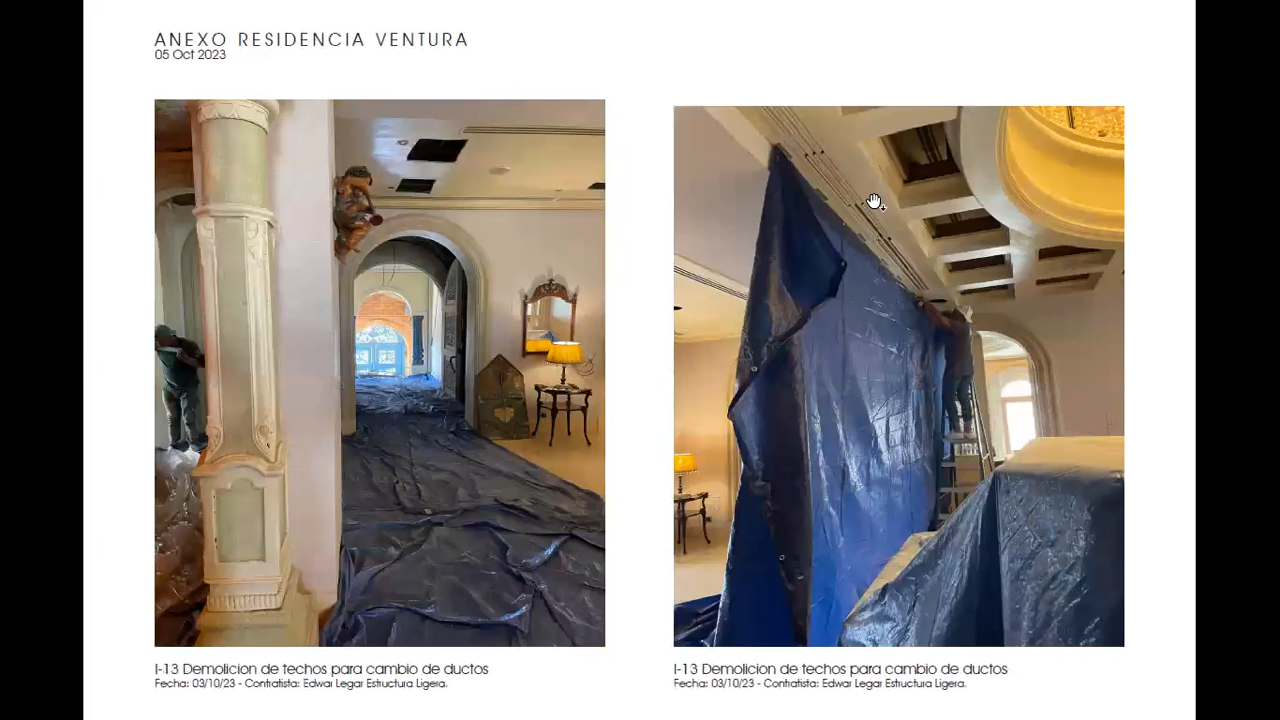 ANEXO RESIDENCIA VENTURA
05 Oct 2023
I-13 Demolicion de techos para cambio de ductos
Fecha: 03/10/23 - Contratista: Edwar Legar Estructura Ligera.
I-13 Demolicion de techos para cambio de ductos
Fecha: 03/10/23 - Contratista: Edwar Legar Estructura Ligera.